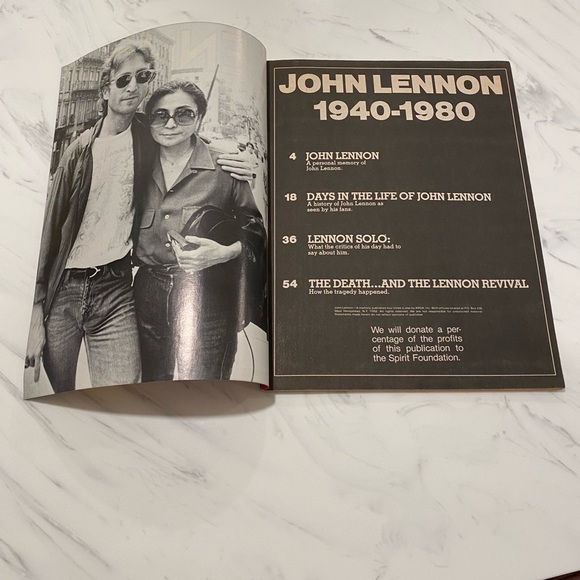 JOHN LENNON
1940-1980
4 JOHN LENNON
A personal memory of
John Lennon.
18 DAYS IN THE LIFE OF JOHN LENNON
A history of John Lennon as
seen by his fans.
36 LENNON SOLO:
What the critics of his day had to
say about him.
54 THE DEATH...AND THE LENNON REVIVAL
How the tragedy happened.
We will donate a per-
centage of the profits
of this publication to
the Spirit Foundation.